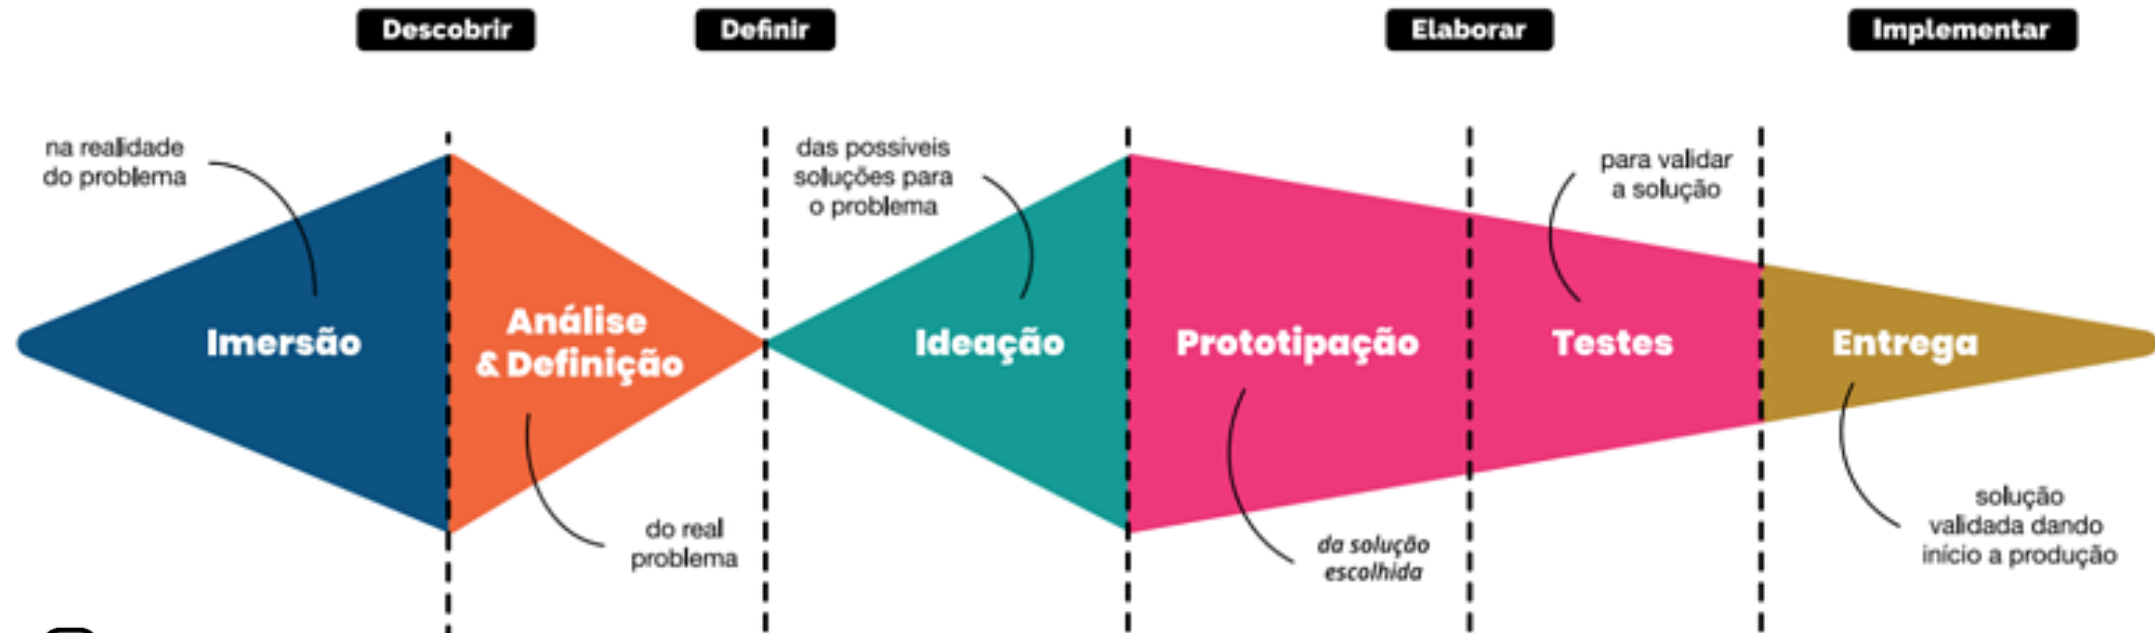 Descobrir
Definir
Elaborar
Implementar
na realidade
do problema
das possíveis
soluções para
o problema
para validar
a solução
Imersão
Análise
& Definição
Ideação
Prototipação
Testes
Entrega
do real
problema
da solução
escolhida
solução
validada dando
início a produção